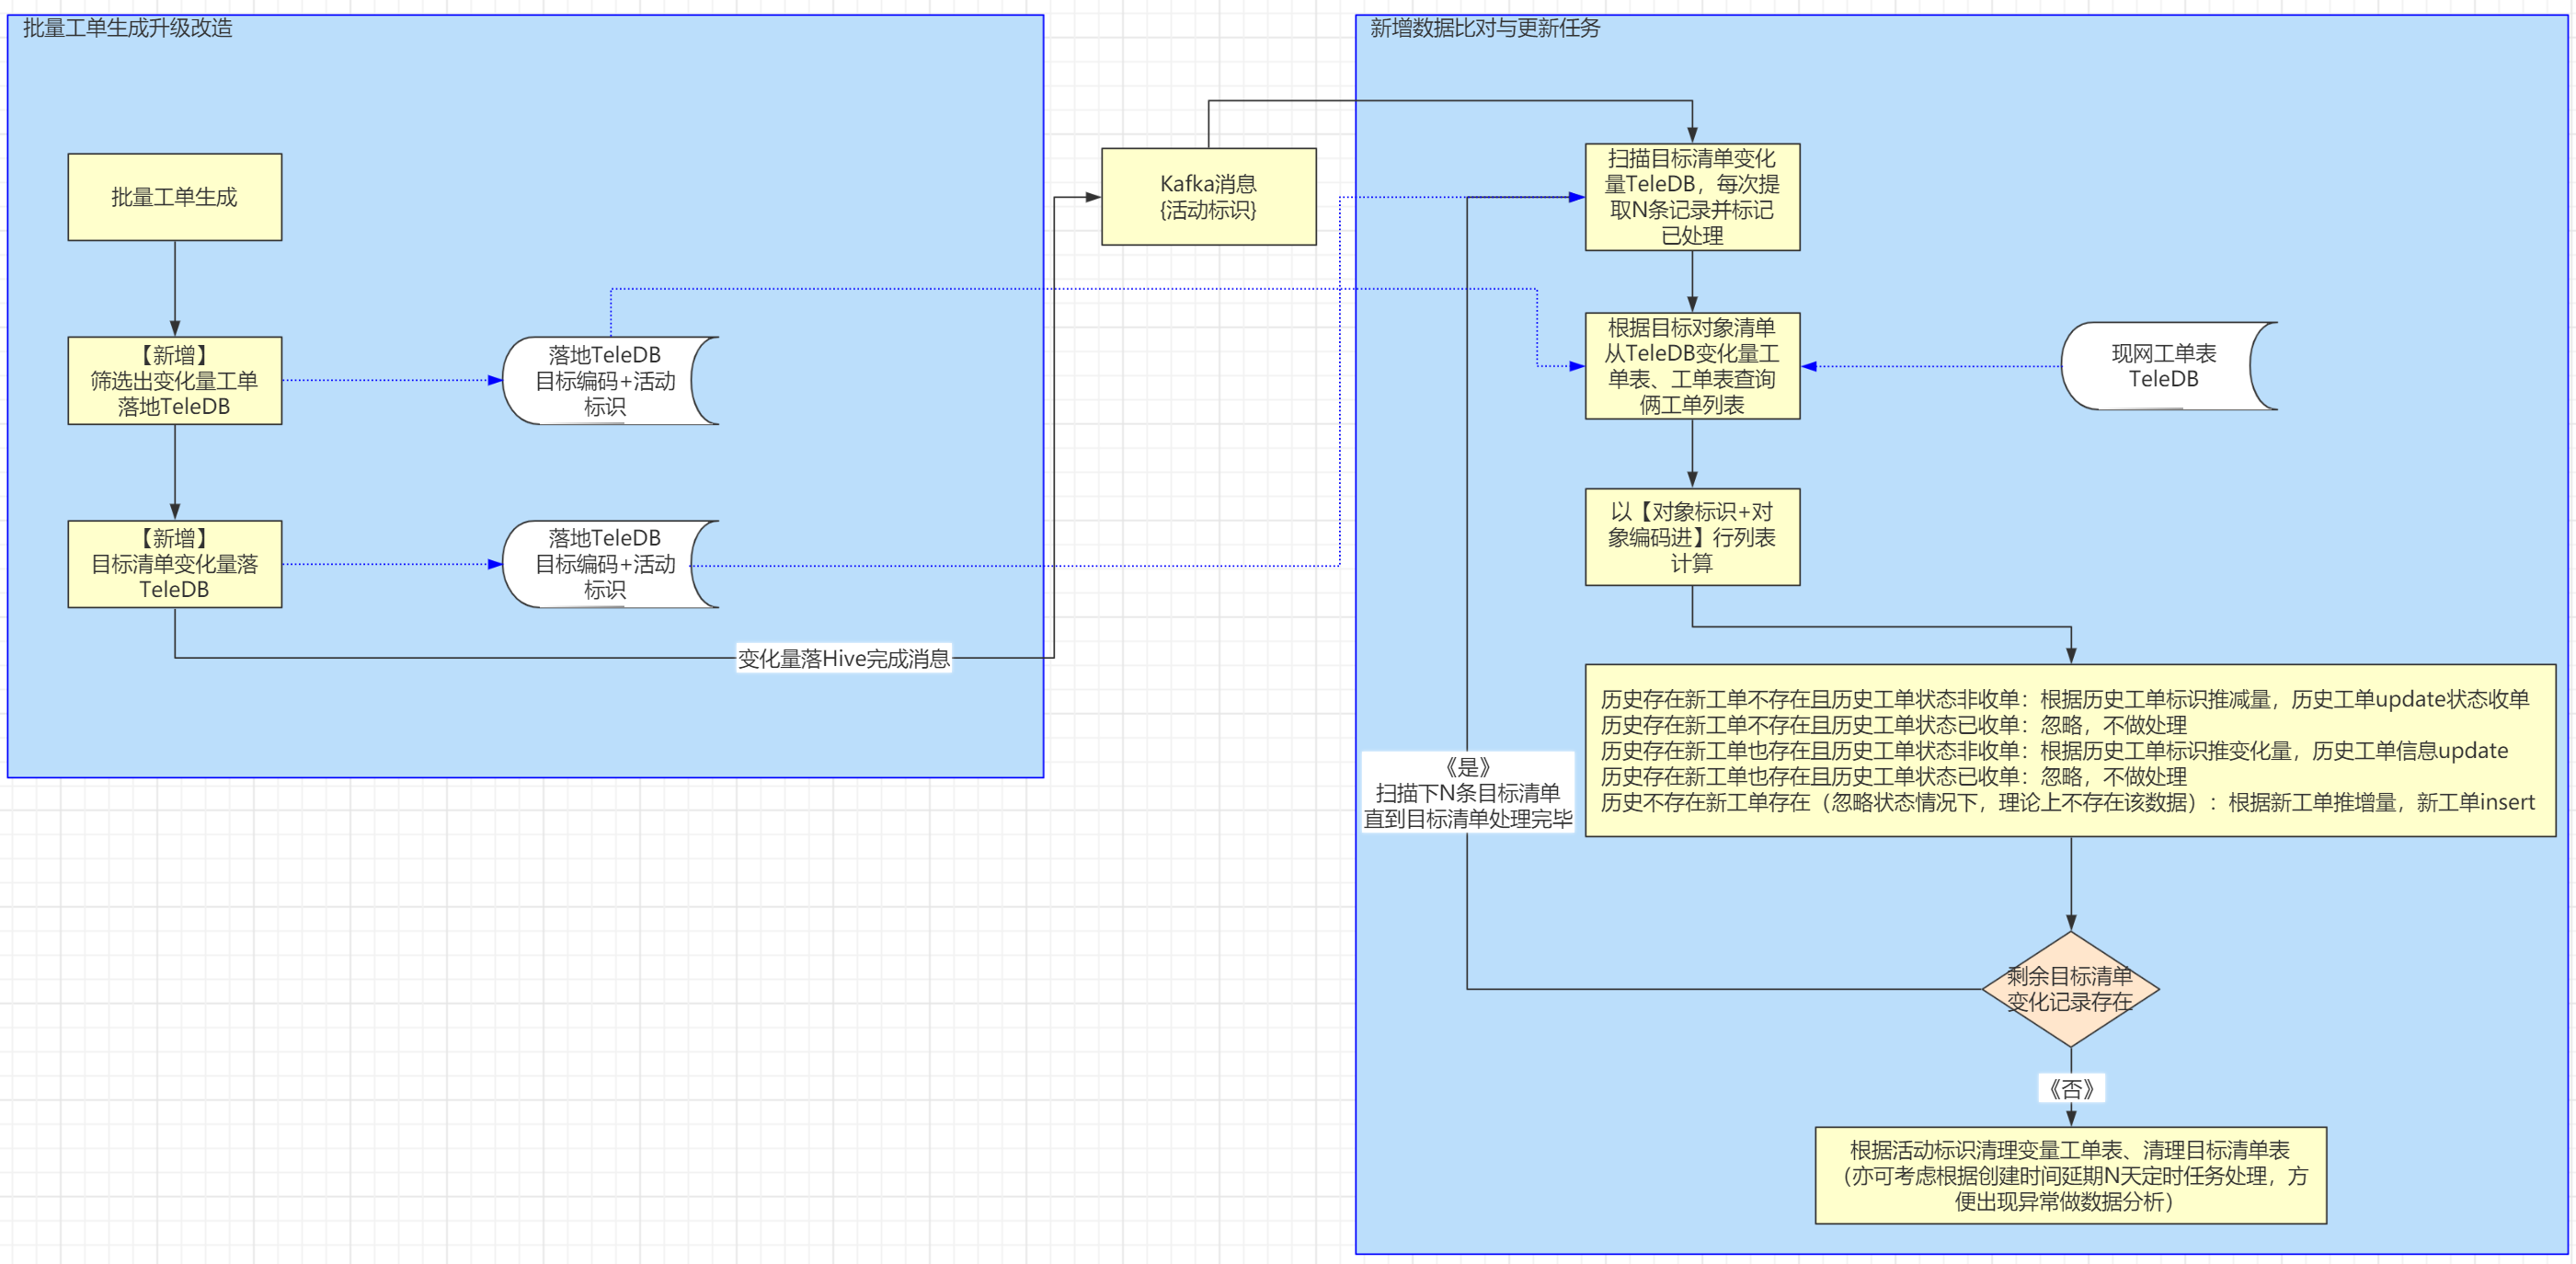 批量工单生成升级改造
批量工单生成
【新增】
筛选出变化量工单
落地TeleDB
落地TeleDB
目标编码+活动
标识
【新增】
目标清单变化量落
TeleDB
落地TeleDB
目标编码+活动
标识
变化量落Hive完成消息
Kafka消息
{活动标识}
新增数据比对与更新任务
扫描目标清单变化
量TeleDB，每次提
取N条记录并标记
已处理
根据目标对象清单
从TeleDB变化量工
单表、工单表查询
俩工单列表
现网工单表
TeleDB
以【对象标识+对
象编码进】行列表
计算
历史存在新工单不存在且历史工单状态非收单：根据历史工单标识推减量，历史工单update状态收单
历史存在新工单不存在且历史工单状态已收单：忽略，不做处理
历史存在新工单也存在且历史工单状态非收单：根据历史工单标识推变化量，历史工单信息update
历史存在新工单也存在且历史工单状态已收单：忽略，不做处理
历史不存在新工单存在（忽略状态情况下，理论上不存在该数据）：根据新工单推增量，新工单insert
《是》
扫描下N条目标清单
直到目标清单处理完毕
剩余目标清单
变化记录存在
《否》
根据活动标识清理变量工单表、清理目标清单表
（亦可考虑根据创建时间延期N天定时任务处理，方
便出现异常做数据分析）